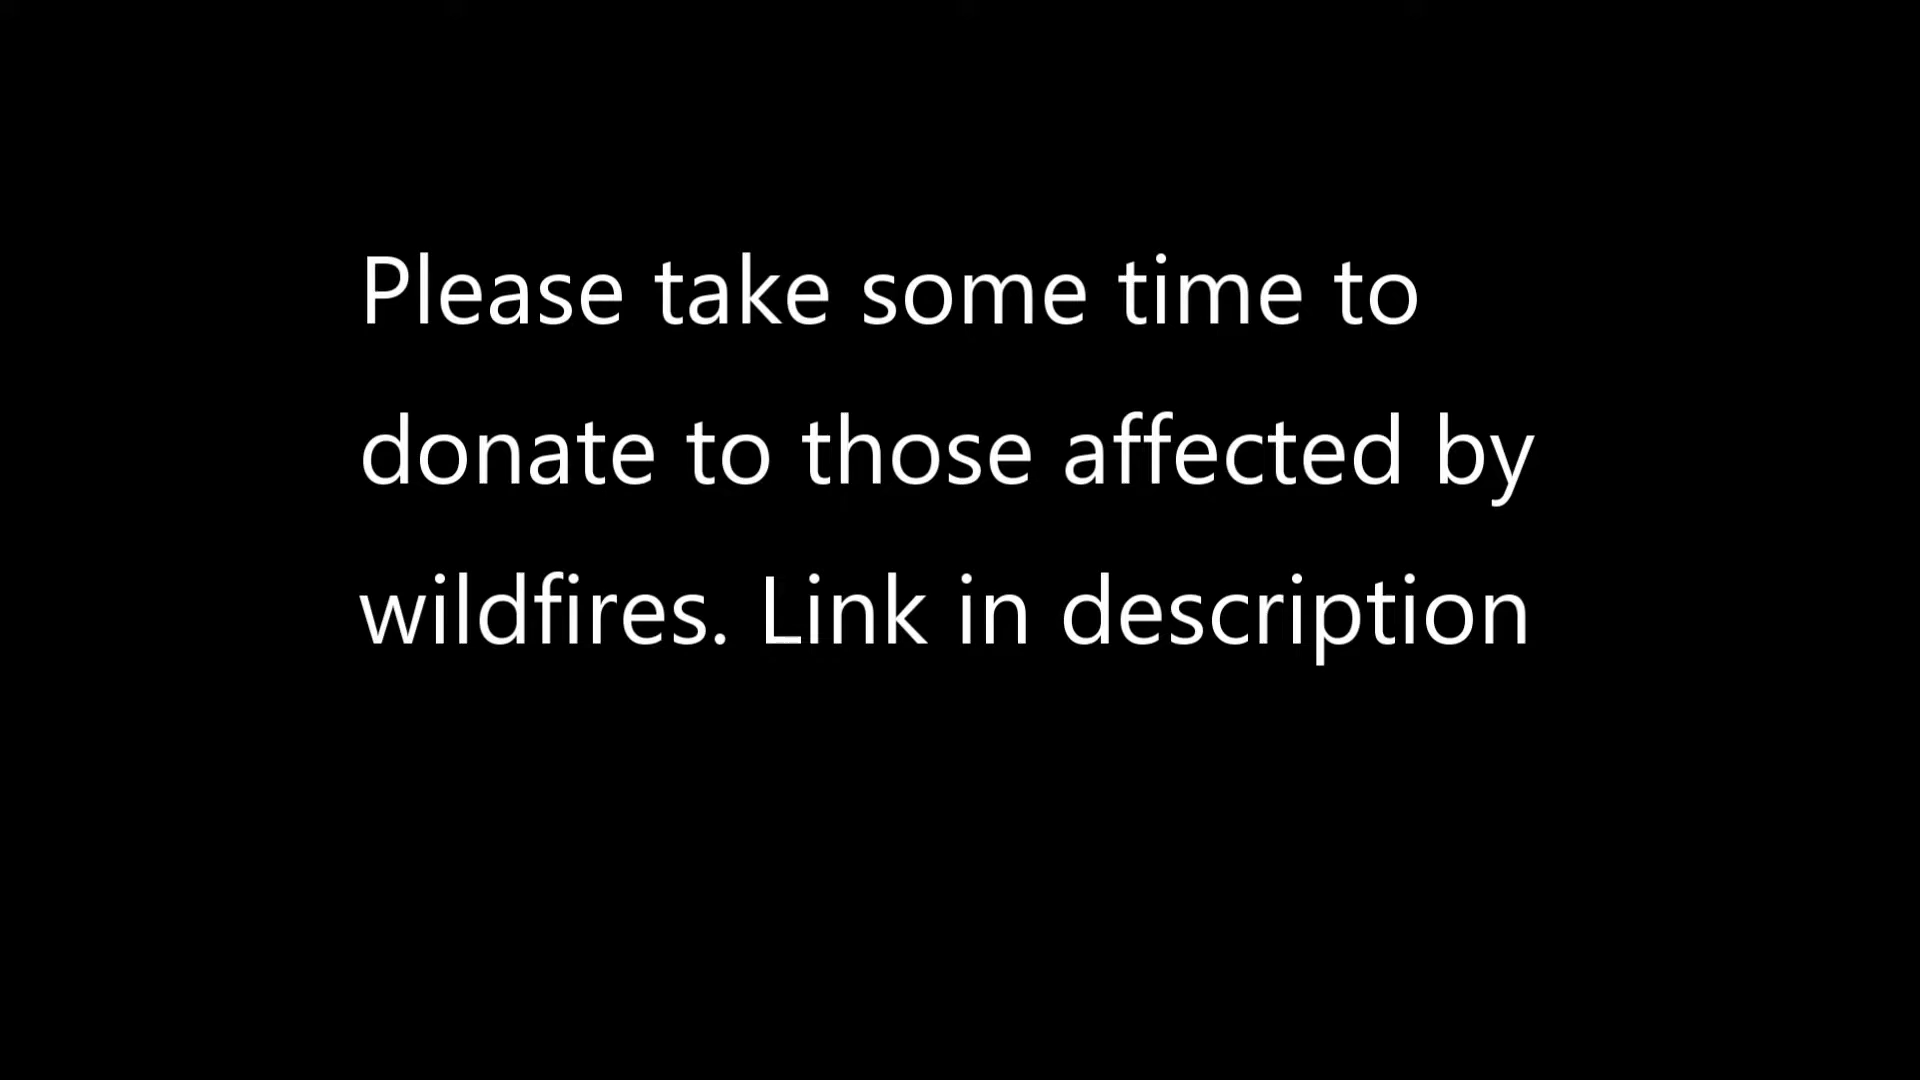 Please take some time to
donate to those affected by
wildfires. Link in description